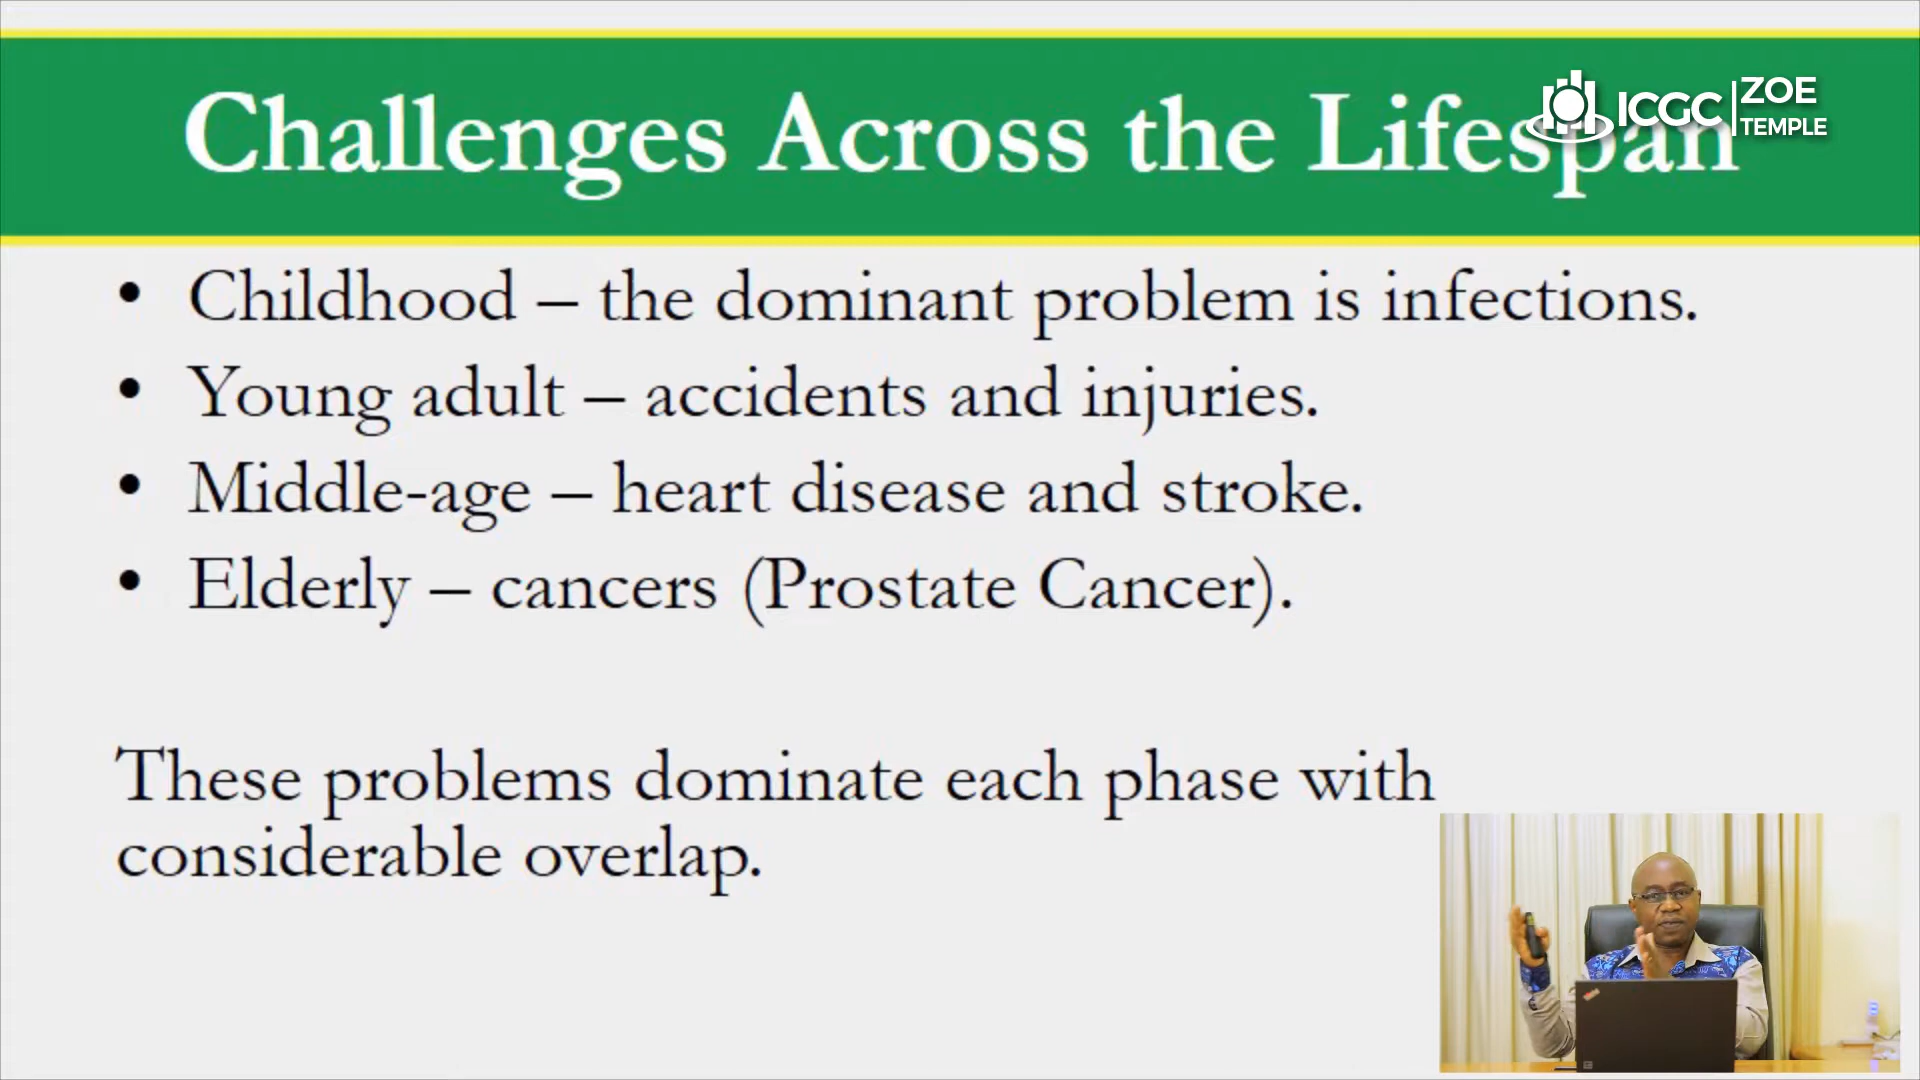 Challenges Across the Lifespan
ICGC ZOE
TEMPLE
• Childhood – the dominant problem is infections.
• Young adult – accidents and injuries.
• Middle-age – heart disease and stroke.
• Elderly – cancers (Prostate Cancer).
These problems dominate each phase with
considerable overlap.